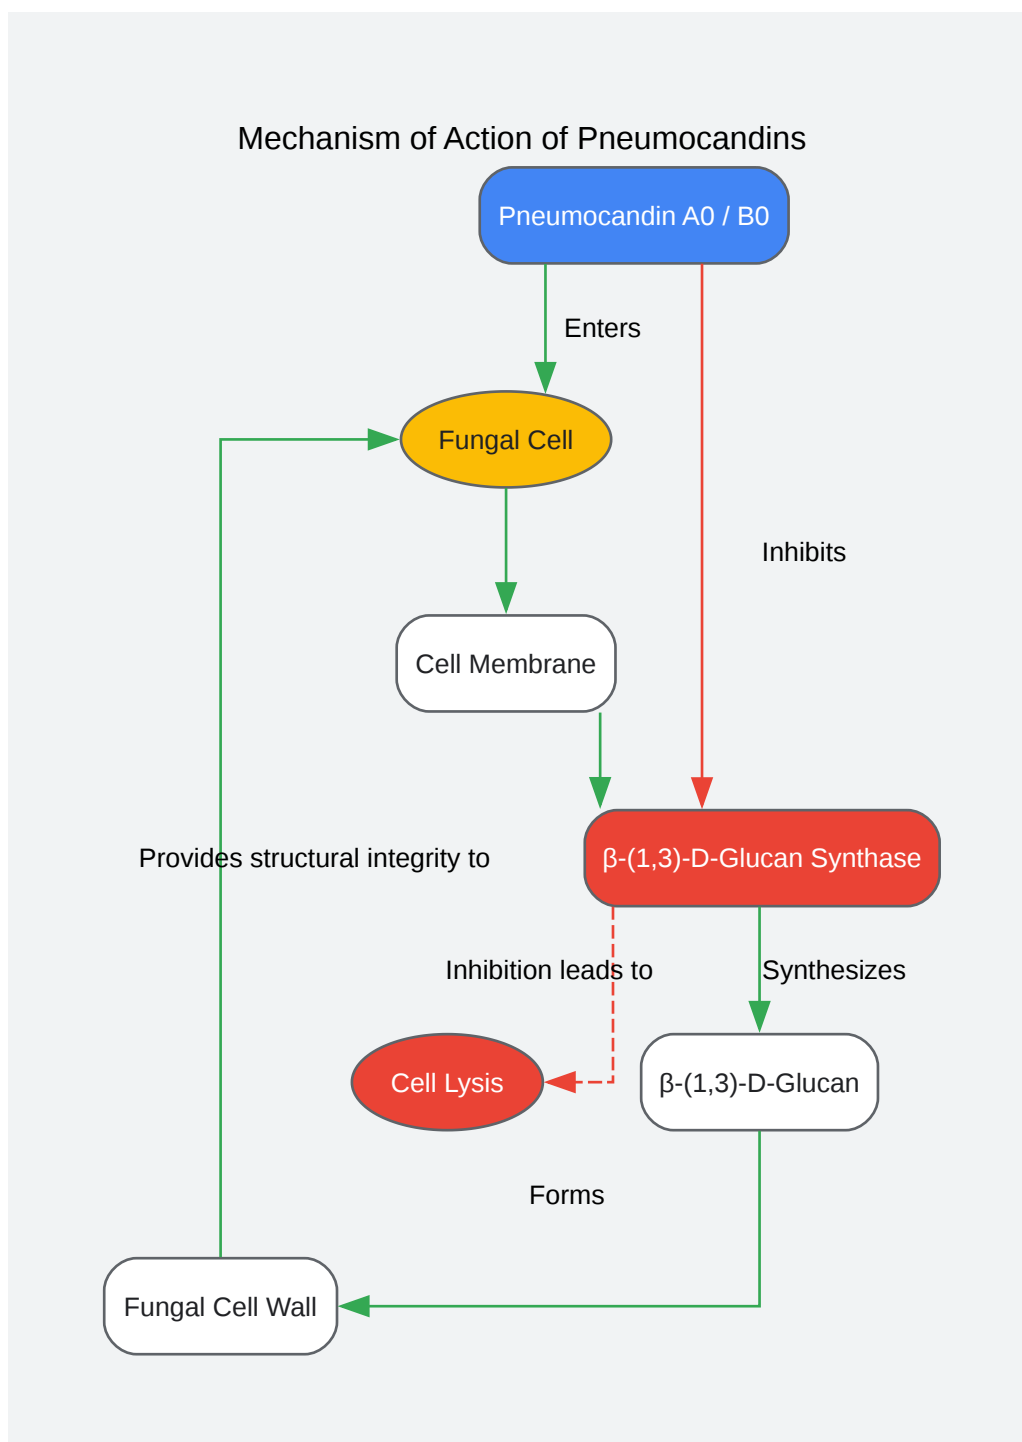 Mechanism of Action of Pneumocandins
Pneumocandin A0 / B0
Enters
Fungal Cell
Inhibits
Cell Membrane
Provides structural integrity to
β-(1,3)-D-Glucan Synthase
Inhibition leads to
Synthesizes
Cell Lysis
β-(1,3)-D-Glucan
Forms
Fungal Cell Wall